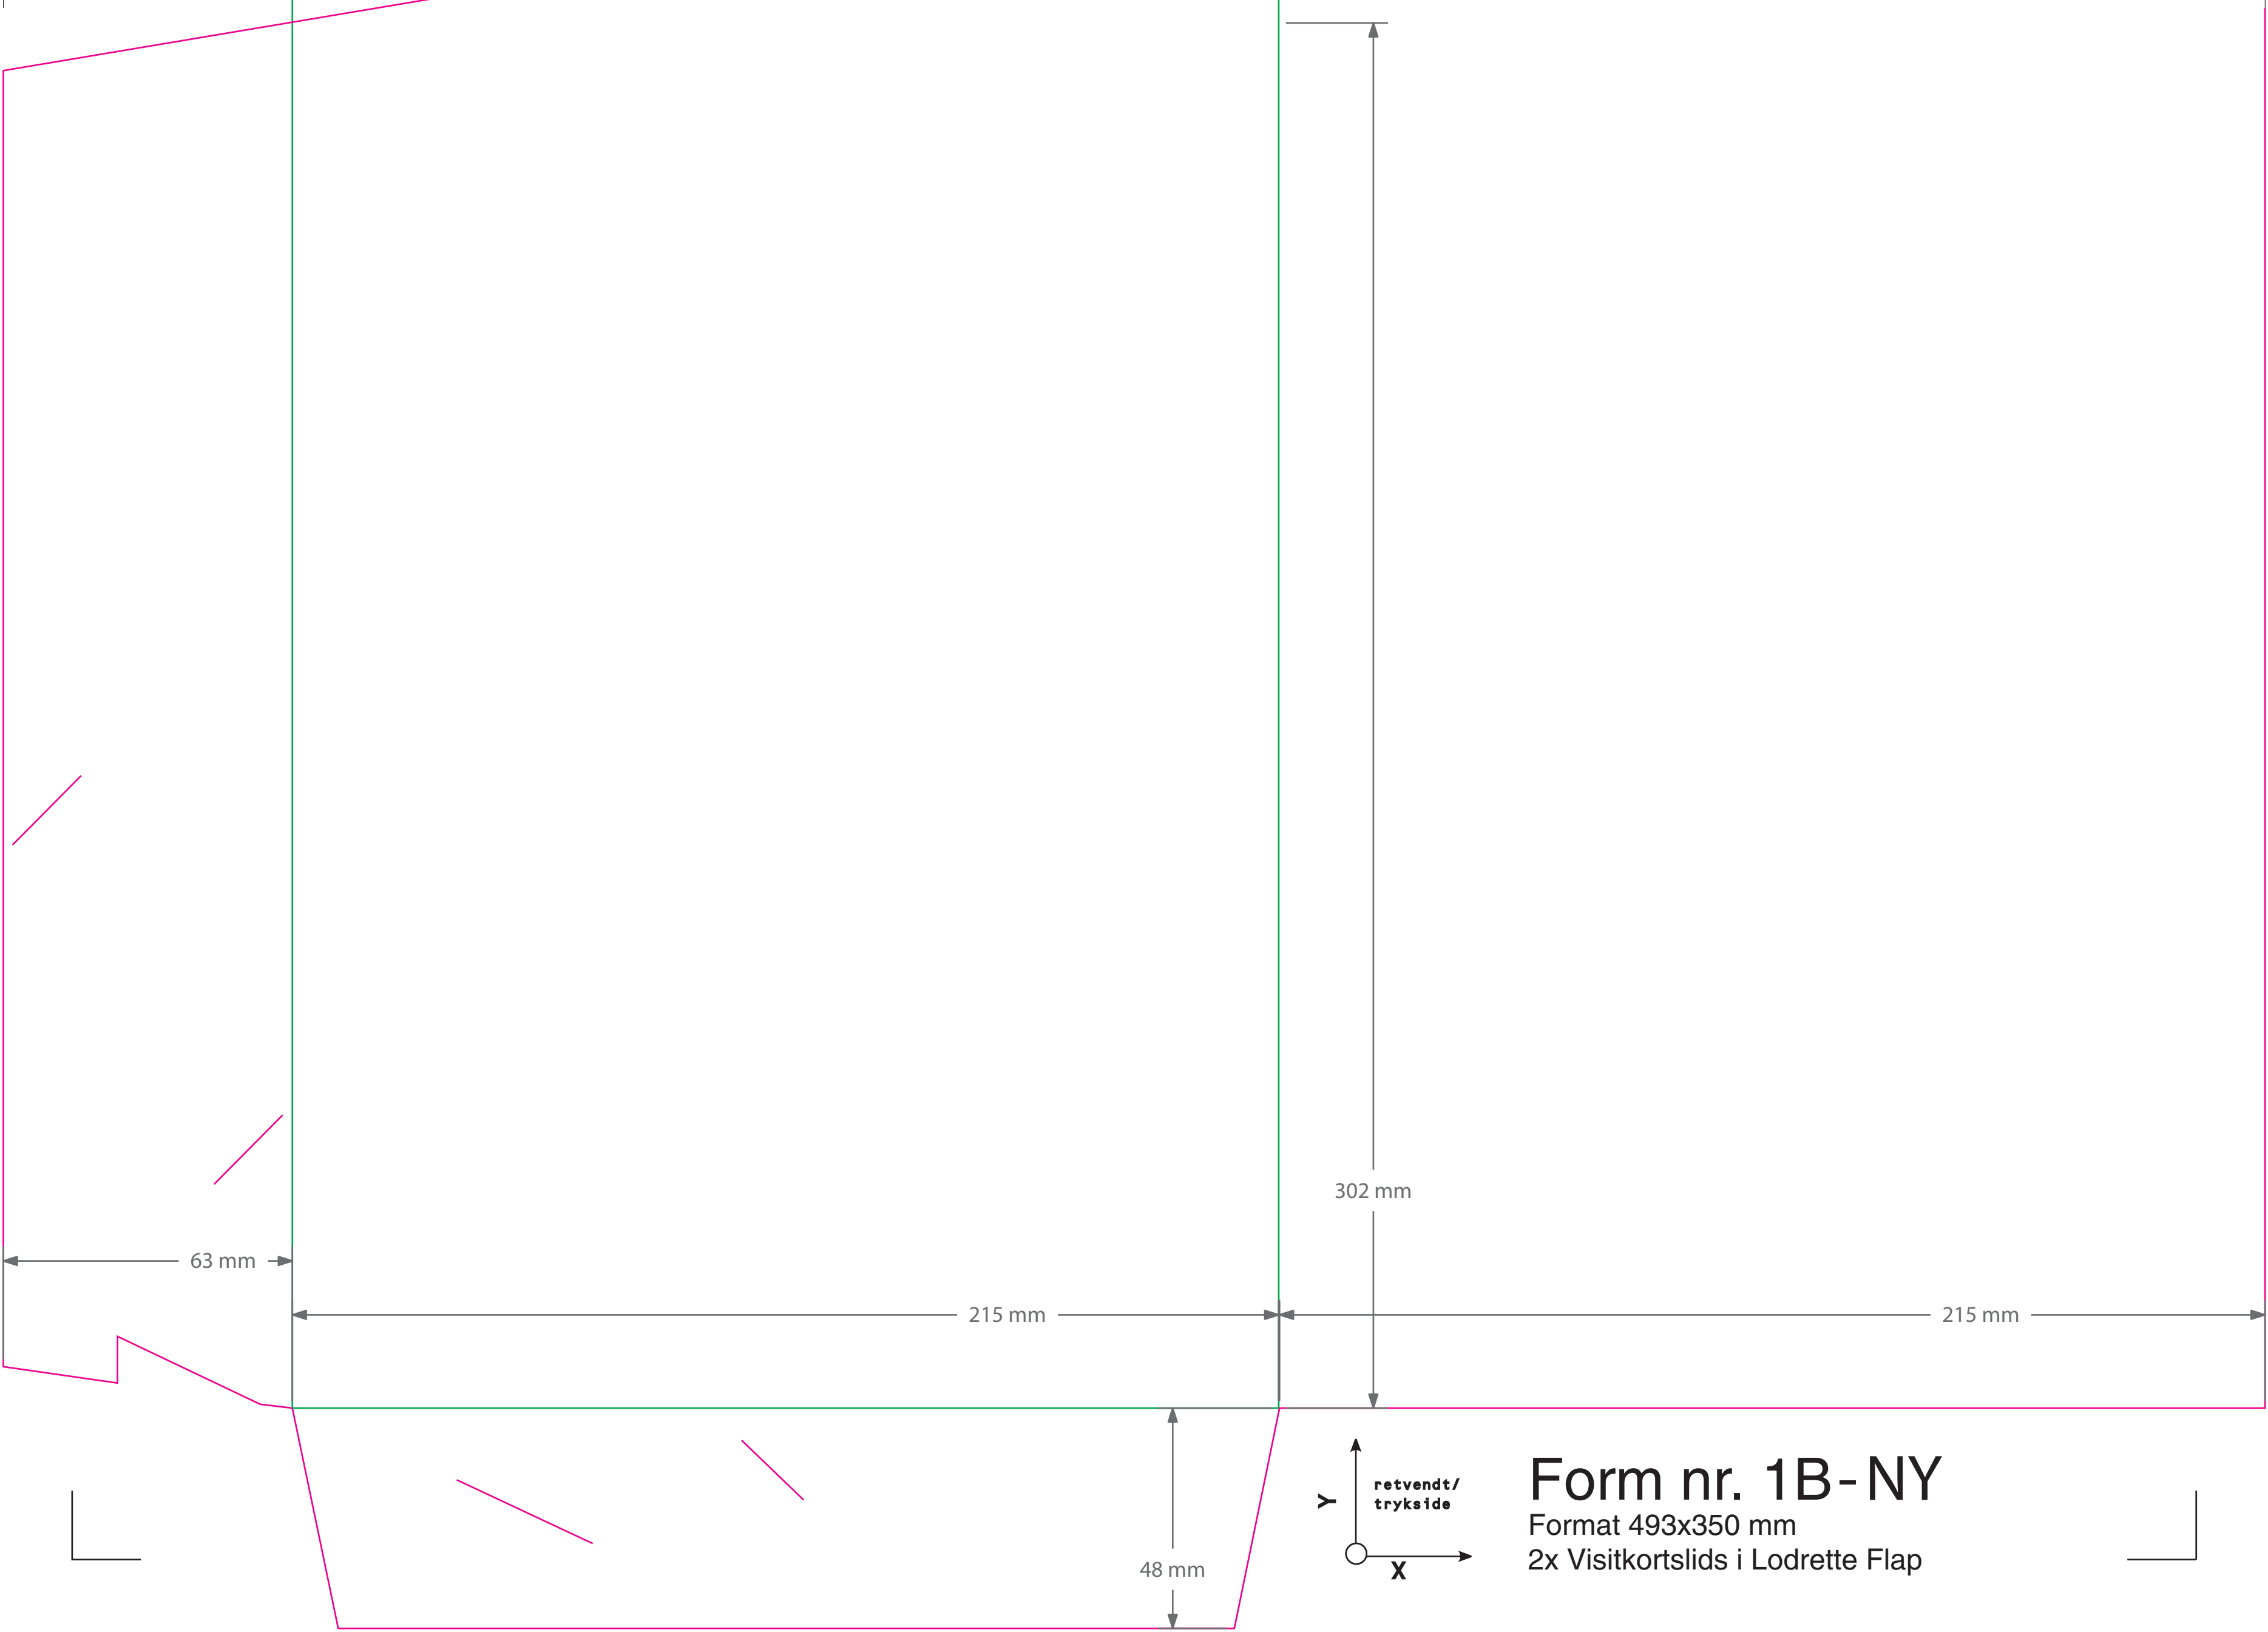 302 mm
63 mm
215 mm
215 mm
48 mm
Y
retvendt/
trykside
X
Form nr. 1B-NY
Format 493x350 mm
2x Visitkortslids i Lodrette Flap